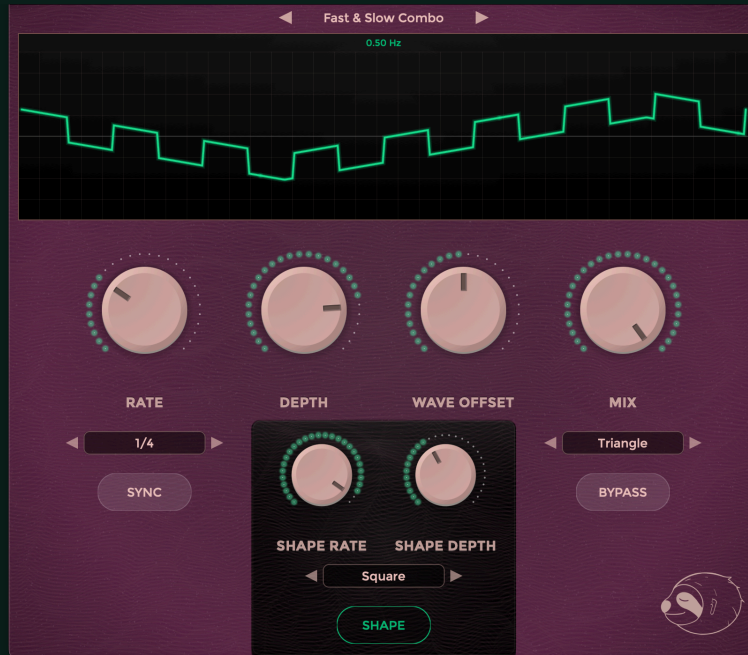 Fast & Slow Combo
0.50 Hz
RATE
DEPTH
WAVE OFFSET
MIX
1/4
Triangle
SYNC
BYPASS
SHAPE RATE
SHAPE DEPTH
Square
SHAPE